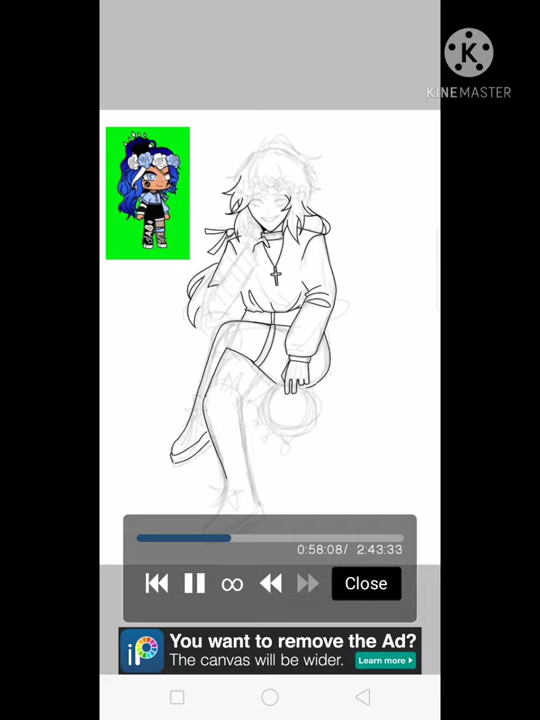 K
KINEMASTER
0:58:08/ 2:43:33
Close
iP
You want to remove the Ad?
The canvas will be wider.
Learn more